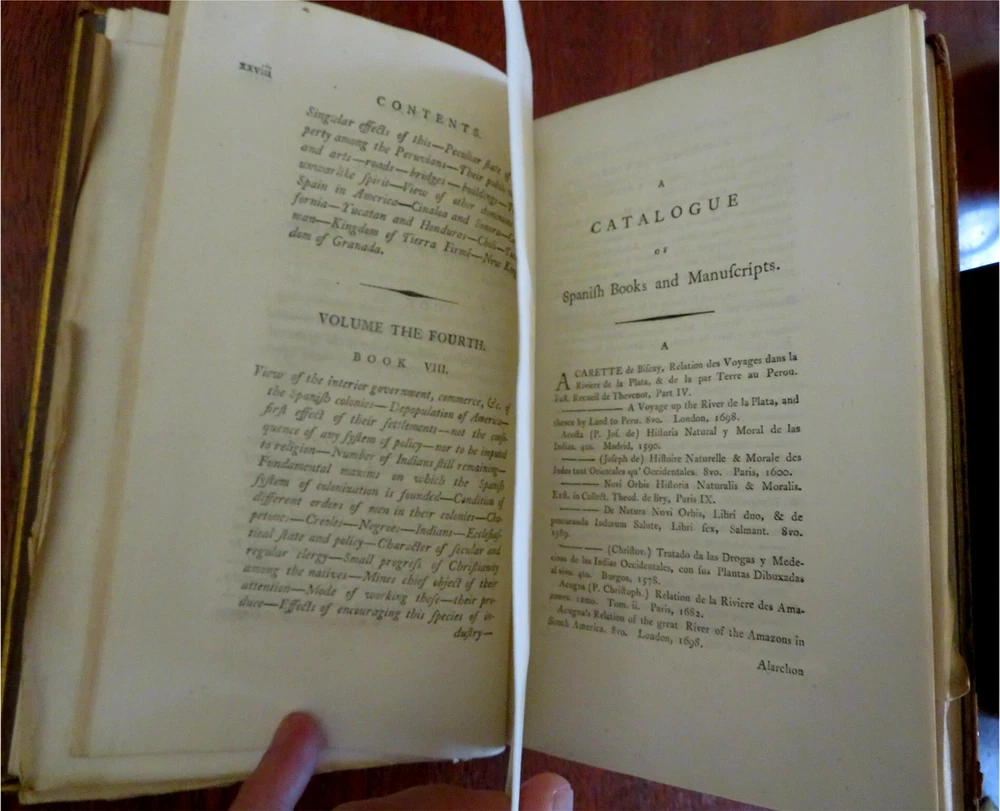 xxviii
CONTENTS.
Singular effects of this—Peculiar ſtate of
perty among the Peruvians—Their public
and arts—roads—bridges—buildings—
unwarlike ſpirit—View of other dominions
Spain in America—Cinaloa and Sonora—
fornia—Yucatan and Honduras—Chili—Tucu
man—Kingdom of Tierra Firmé—New King
dom of Granada.
VOLUME THE FOURTH.
BOOK VIII.
View of the interior government, commerce, &c. of
the Spaniſh colonies—Depopulation of America—
firſt effect of their ſettlements—not the conſe-
quence of any ſyſtem of policy—nor to be imputed
to religion—Number of Indians ſtill remaining—
Fundamental maxims on which the Spaniſh
ſyſtem of colonization is founded—Condition of
different orders of men in their colonies—Cha-
petones—Creoles—Negroes—Indians—Eccleſiaſ-
tical ſtate and policy—Character of ſecular and
regular clergy—Small progreſs of Chriſtianity
among the natives—Mines chief object of their
attention—Mode of working theſe—their pro-
duce—Effects of encouraging this ſpecies of in-
duſtry—
A
CATALOGUE
OF
Spaniſh Books and Manuſcripts.
A
ACARETTE de Biſcay, Relation des Voyages dans la
Riviere de la Plata, & de la par Terre au Perou.
Exſt. Recueil de Thevenot, Part IV.
——— A Voyage up the River de la Plata, and
thence by Land to Peru. 8vo. London, 1698.
Acoſta (P. Joſ. de) Hiſtoria Natural y Moral de las
Indias. 4to. Madrid, 1590.
——— (Joſeph de) Hiſtoire Naturelle & Morale des
Indes tant Orientales qu' Occidentales. 8vo. Paris, 1600.
——— Novi Orbis Hiſtoria Naturalis & Moralis.
Exſt. in Collect. Theod. de Bry, Paris IX.
——— De Natura Novi Orbis, Libri duo, & de
procuranda Indorum Salute, Libri ſex, Salmant. 8vo.
1589.
——— (Chriſtov.) Tratado da las Drogas y Mede-
cinas de las Indias Occidentales, con ſus Plantas Dibuxadas
al vivo. 4to. Burgos, 1578.
Acugna (P. Chriſtoph.) Relation de la Riviere des Ama-
zones. 12mo. Tom. ii. Paris, 1682.
Acugna's Relation of the great River of the Amazons in
South America. 8vo. London, 1698.
Alarchon